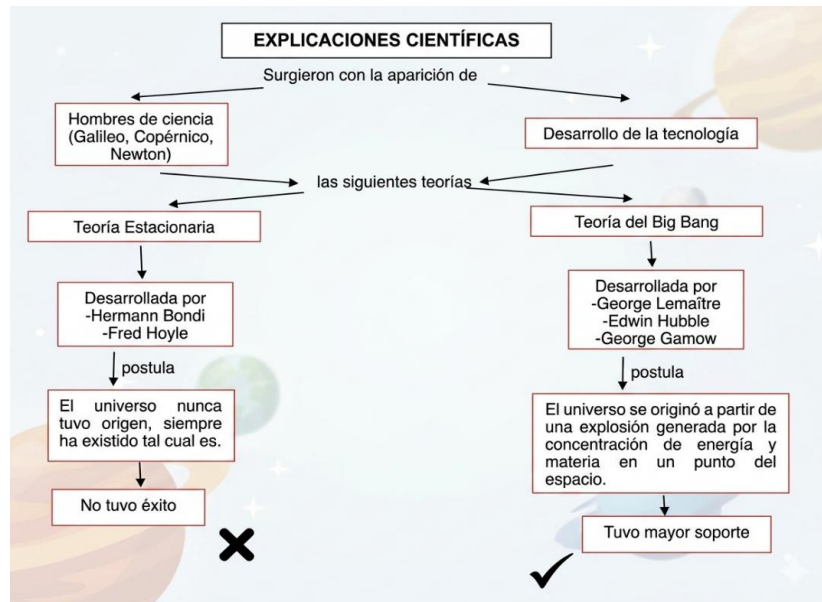 EXPLICACIONES CIENTÍFICAS
Surgieron con la aparición de
Hombres de ciencia
(Galileo, Copérnico,
Newton)
Desarrollo de la tecnología
las siguientes teorías
Teoría Estacionaria
Desarrollada por
-Hermann Bondi
-Fred Hoyle
postula
El universo nunca
tuvo origen, siempre
ha existido tal cual es.
No tuvo éxito
Teoría del Big Bang
Desarrollada por
-George Lemaître
-Edwin Hubble
-George Gamow
postula
El universo se originó a partir de
una explosión generada por la
concentración de energía y
materia en un punto del
espacio.
Tuvo mayor soporte